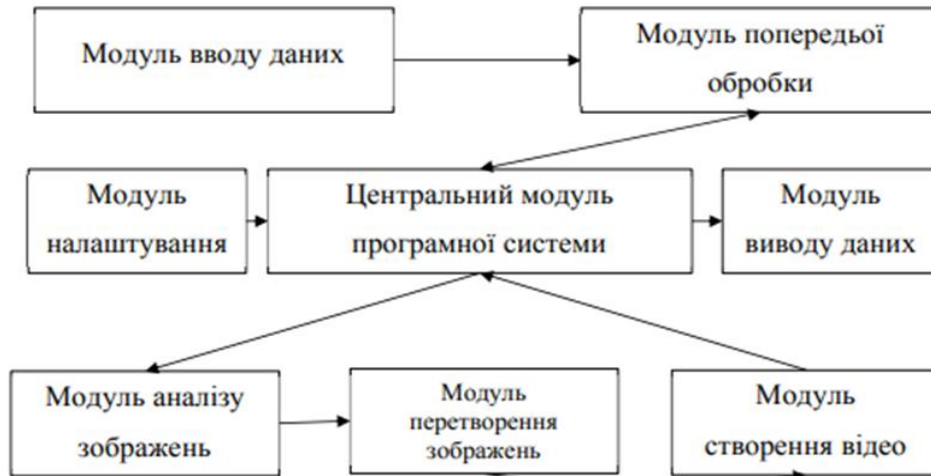 Модуль вводу даних
Модуль попередьої
обробки
Модуль
налаштування
Центральний модуль
програмної системи
Модуль
виводу даних
Модуль аналізу
зображень
Модуль
перетворення
зображень
Модуль
створення відео